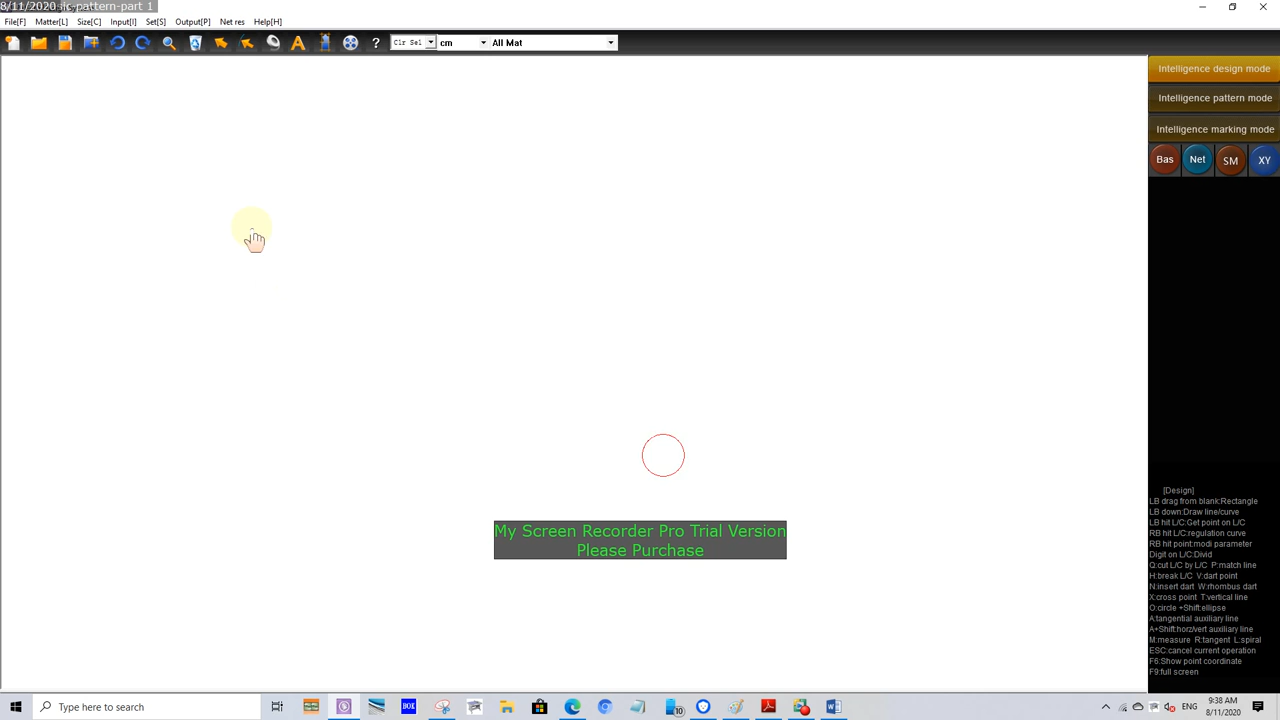 8/11/2020
File[F] Matter[L] Size[C] Input[I] Set[S] Output[P] Net res Help[H]
A ? Clr Sel cm All Mat
Intelligence design mode
Intelligence pattern mode
Intelligence marking mode
Bas Net SM XY
My Screen Recorder Pro Trial Version
Please Purchase
[Design]
LB drag from blank:Rectangle
LB down:Draw line/curve
LB hit L/C:Get point on L/C
RB hit L/C:regulation curve
RB hit point:modi parameter
Digit on L/C:Divid
Q:cut L/C by L/C P:match line
H:break L/C V:dart point
N:insert dart W:rhombus dart
X:cross point T:vertical line
O:circle +Shift:ellipse
A:tangential auxiliary line
A+Shift:horz/vert auxiliary line
M:measure R:tangent L:spiral
ESC:cancel current operation
F6:Show point coordinate
F9:full screen
Type here to search
BOK
10
ENG
9:38 AM
8/11/2020